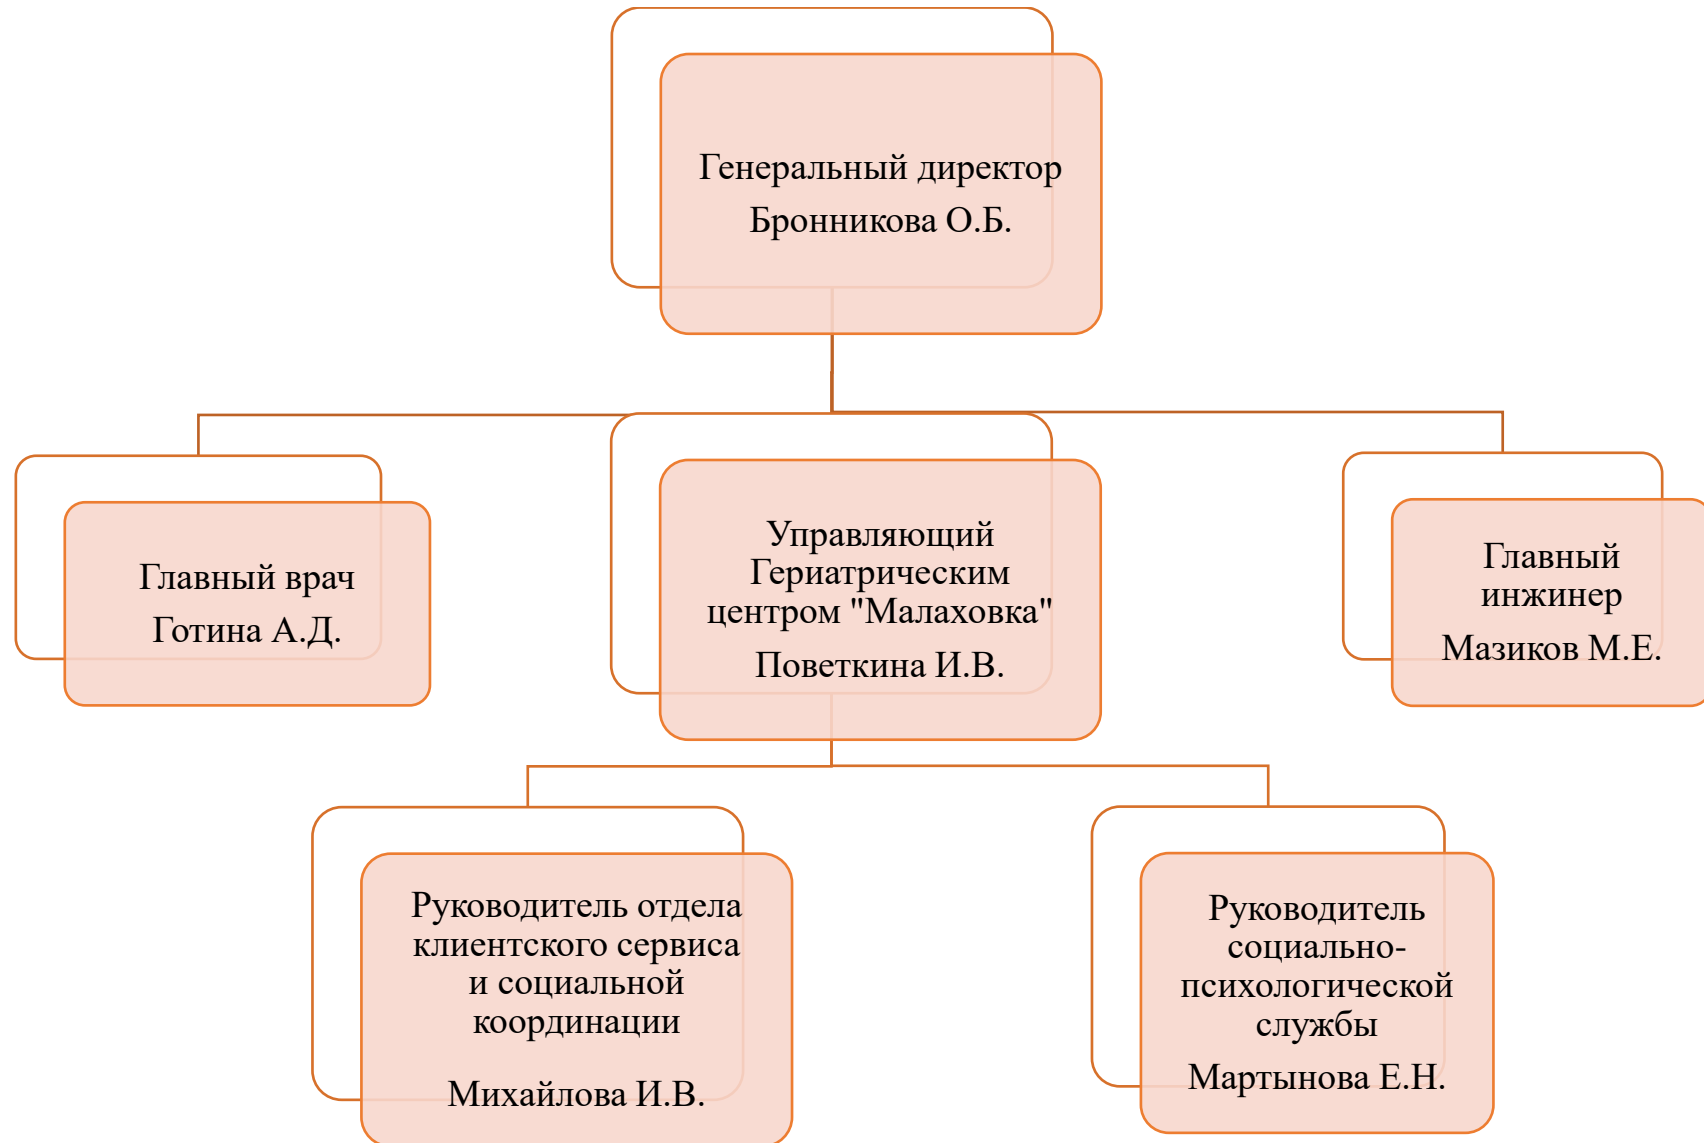 Генеральный директор
Бронникова О.Б.
Главный врач
Готина А.Д.
Управляющий
Гериатрическим
центром "Малаховка"
Поветкина И.В.
Главный
инжинер
Мазиков М.Е.
Руководитель отдела
клиентского сервиса
и социальной
координации
Михайлова И.В.
Руководитель
социально-
психологической
службы
Мартынова Е.Н.